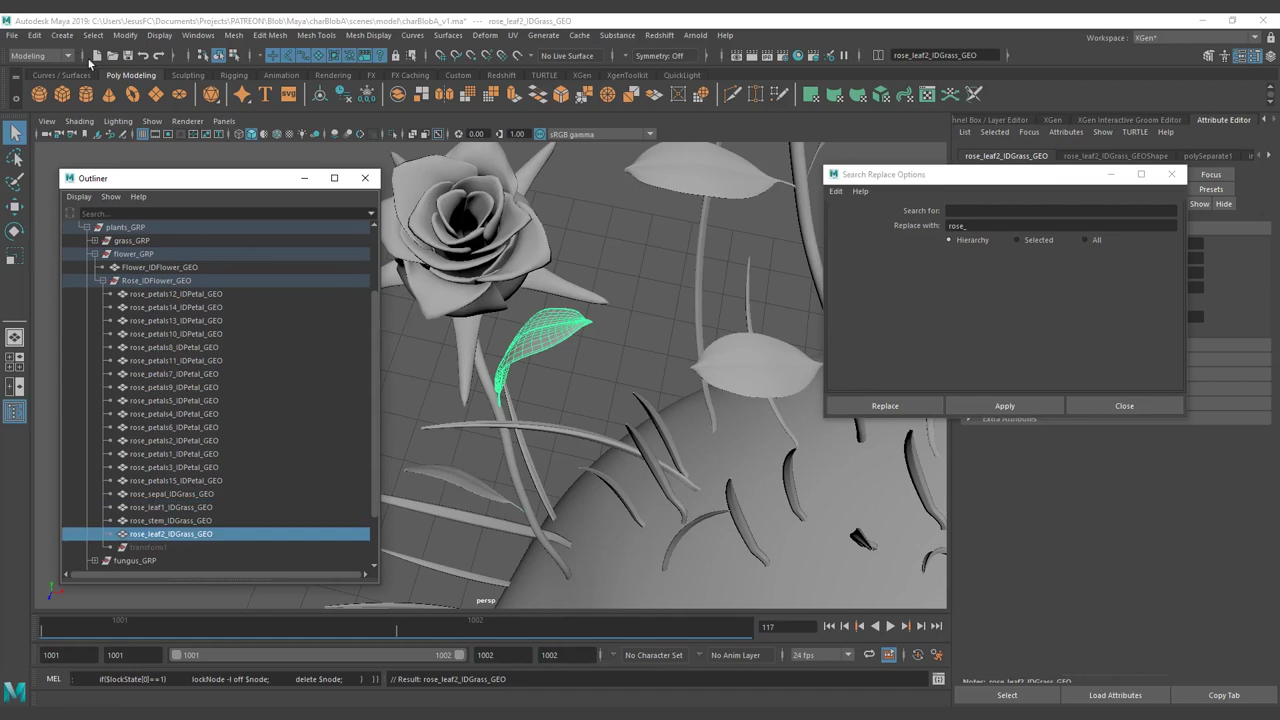 Autodesk Maya 2019: C:\Users\JesusFC\Documents\Projects\PATREON\Blob\Maya\charBlobA\scenes\model\charBlobA_v1.ma* --- rose_leaf2_IDGrass_GEO
File Edit Create Select Modify Display Windows Mesh Edit Mesh Mesh Tools Mesh Display Curves Surfaces Deform UV Generate Cache Substance Redshift Arnold Help
Workspace : XGen*
Modeling No Live Surface Symmetry: Off rose_leaf2_IDGrass_GEO
Curves / Surfaces Poly Modeling Sculpting Rigging Animation Rendering FX FX Caching Custom Redshift TURTLE XGen XgenToolkit QuickLight
View Shading Lighting Show Renderer Panels
nnel Box / Layer Editor XGen XGen Interactive Groom Editor Attribute Editor
List Selected Focus Attributes Show TURTLE Help
0.00 1.00 sRGB gamma
rose_leaf2_IDGrass_GEO rose_leaf2_IDGrass_GEOShape polySeparate1
Focus
Presets
Show Hide
Outliner
Display Show Help
Search...
plants_GRP
grass_GRP
flower_GRP
Flower_IDFlower_GEO
Rose_IDFlower_GEO
rose_petals12_IDPetal_GEO
rose_petals14_IDPetal_GEO
rose_petals13_IDPetal_GEO
rose_petals10_IDPetal_GEO
rose_petals8_IDPetal_GEO
rose_petals11_IDPetal_GEO
rose_petals7_IDPetal_GEO
rose_petals9_IDPetal_GEO
rose_petals5_IDPetal_GEO
rose_petals4_IDPetal_GEO
rose_petals6_IDPetal_GEO
rose_petals2_IDPetal_GEO
rose_petals1_IDPetal_GEO
rose_petals3_IDPetal_GEO
rose_petals15_IDPetal_GEO
rose_sepal_IDGrass_GEO
rose_leaf1_IDGrass_GEO
rose_stem_IDGrass_GEO
rose_leaf2_IDGrass_GEO
transform1
fungus_GRP
Search Replace Options
Edit Help
Search for:
Replace with: rose_
Hierarchy Selected All
Replace Apply Close
Extra Attributes
persp
1001 1002 117
1001 1001 1001 1002 1002 1002 No Character Set No Anim Layer 24 fps
MEL : if($lockState[0]==1) lockNode -l off $node; delete $node; } } // Result: rose_leaf2_IDGrass_GEO
Notes: rose_leaf2_IDGrass_GEO
Select Load Attributes Copy Tab